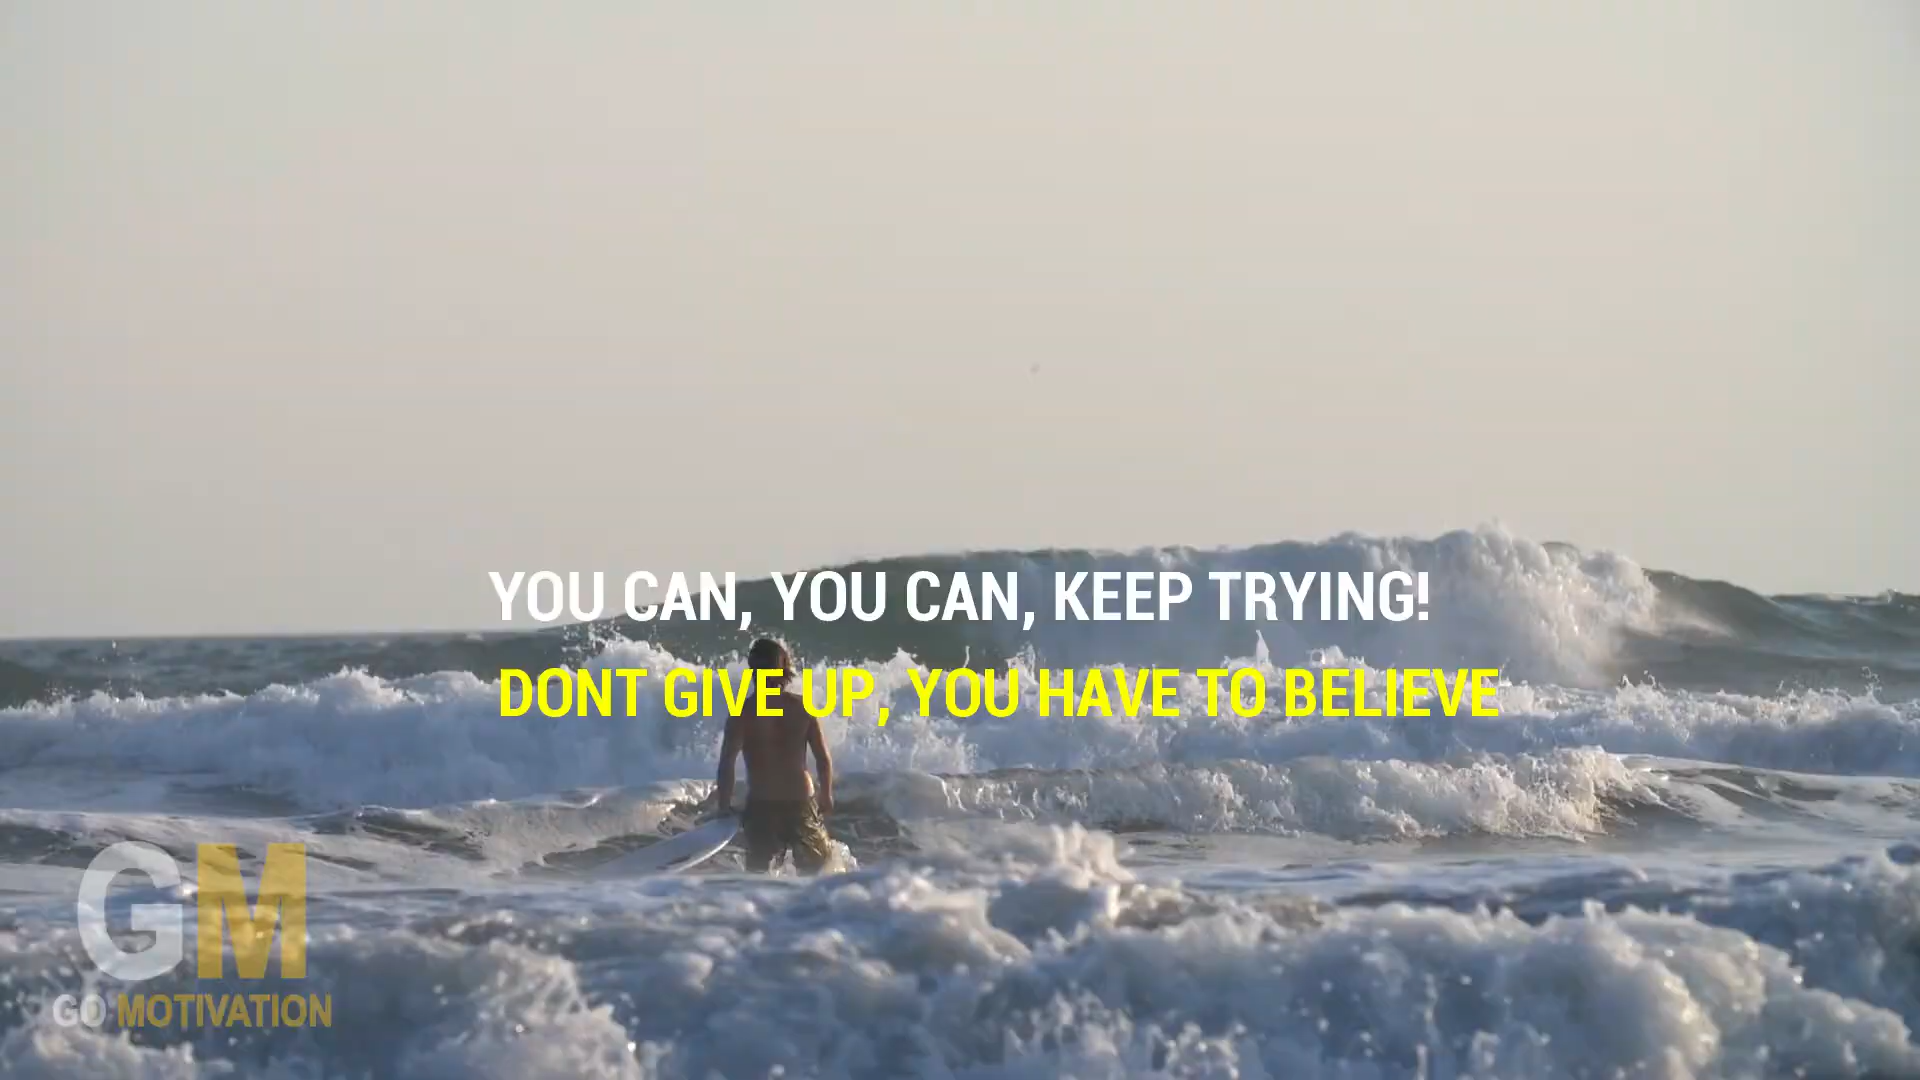 YOU CAN, YOU CAN, KEEP TRYING!
DONT GIVE UP, YOU HAVE TO BELIEVE
GM
GO MOTIVATION